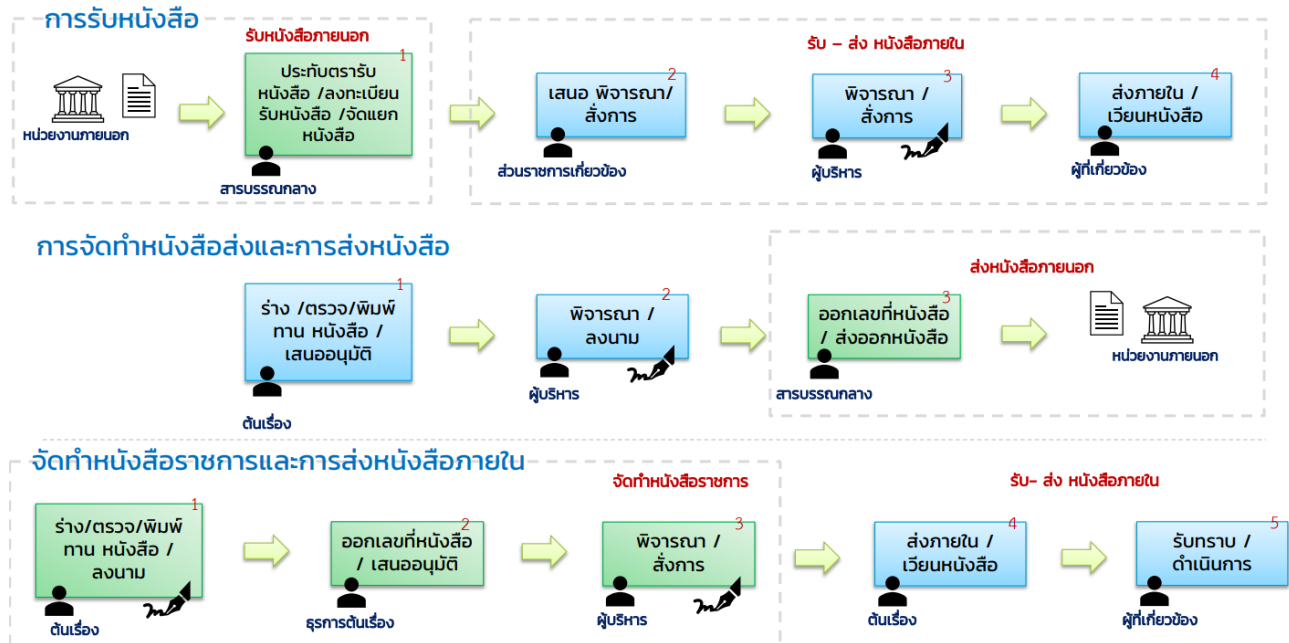 การรับหนังสือ
รับหนังสือภายนอก
1
ประทับตรารับ
หนังสือ /ลงทะเบียน
รับหนังสือ /จัดแยก
หนังสือ
หน่วยงานภายนอก
สารบรรณกลาง
รับ – ส่ง หนังสือภายใน
2
เสนอ พิจารณา/
สั่งการ
ส่วนราชการเกี่ยวข้อง
3
พิจารณา /
สั่งการ
ผู้บริหาร
4
ส่งภายใน /
เวียนหนังสือ
ผู้ที่เกี่ยวข้อง
การจัดทำหนังสือส่งและการส่งหนังสือ
1
ร่าง /ตรวจ/พิมพ์
ทาน หนังสือ /
เสนออนุมัติ
ต้นเรื่อง
2
พิจารณา /
ลงนาม
ผู้บริหาร
ส่งหนังสือภายนอก
3
ออกเลขที่หนังสือ
/ ส่งออกหนังสือ
สารบรรณกลาง
หน่วยงานภายนอก
จัดทำหนังสือราชการและการส่งหนังสือภายใน
จัดทำหนังสือราชการ
1
ร่าง/ตรวจ/พิมพ์
ทาน หนังสือ /
ลงนาม
ต้นเรื่อง
2
ออกเลขที่หนังสือ
/ เสนออนุมัติ
ธุรการต้นเรื่อง
3
พิจารณา /
สั่งการ
ผู้บริหาร
รับ- ส่ง หนังสือภายใน
4
ส่งภายใน /
เวียนหนังสือ
ต้นเรื่อง
5
รับทราบ /
ดำเนินการ
ผู้ที่เกี่ยวข้อง